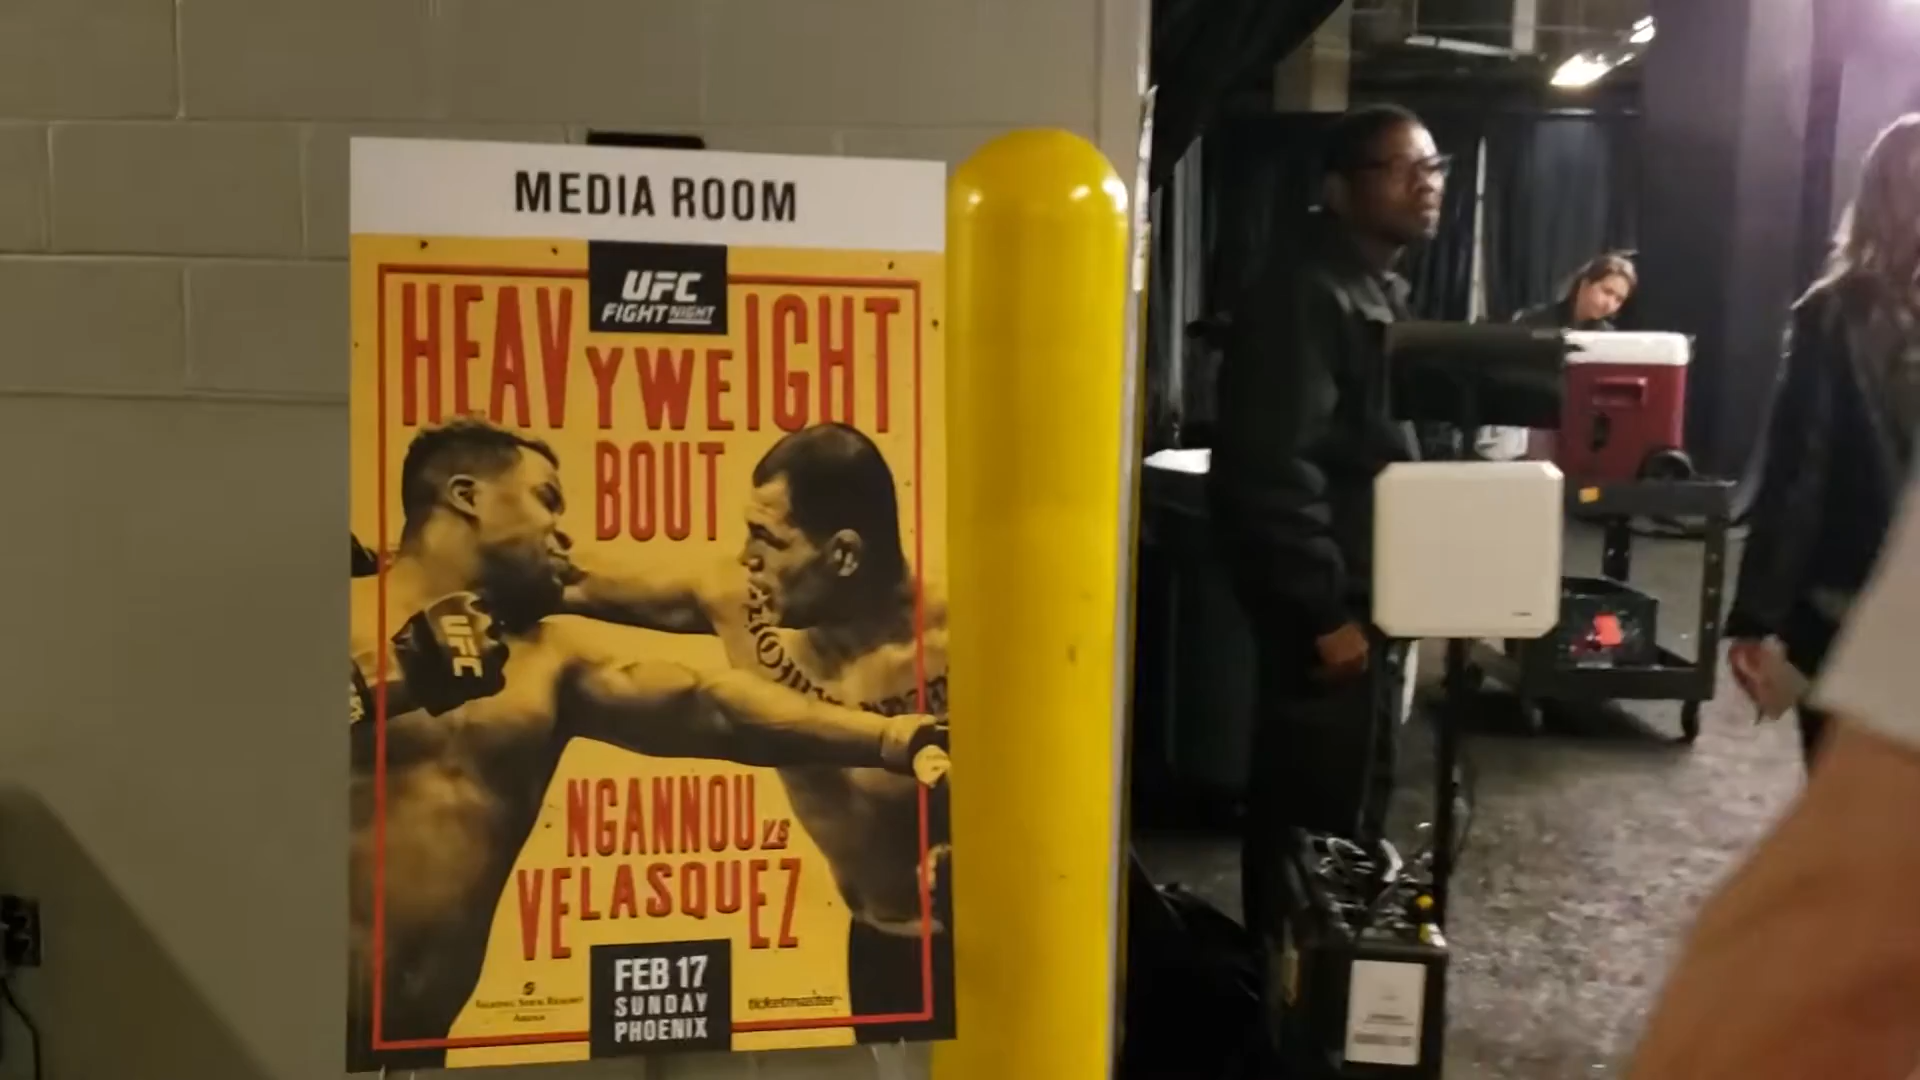 MEDIA ROOM
UFC
FIGHT NIGHT
HEAVYWEIGHT
BOUT
UFC
NGANNOU VS
VELASQUEZ
FEB 17
SUNDAY
PHOENIX
ticketmaster